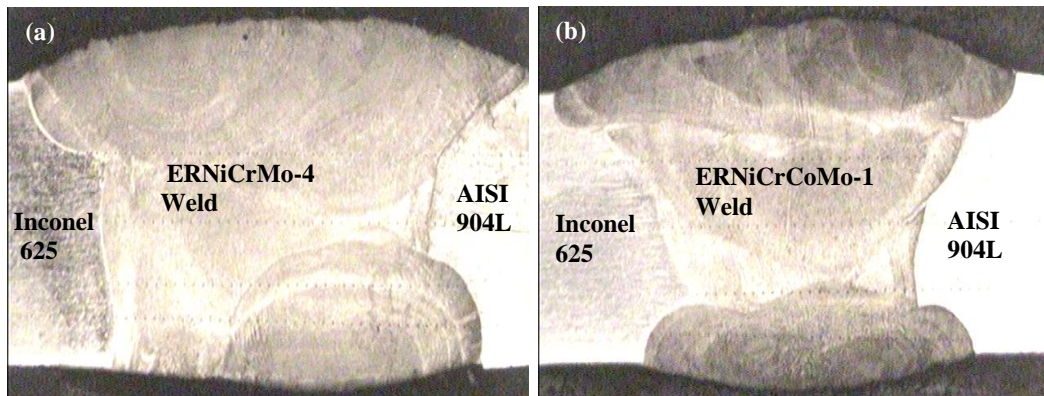 (a)
ERNiCrMo-4
Weld
Inconel
625
AISI
904L
(b)
ERNiCrCoMo-1
Weld
Inconel
625
AISI
904L